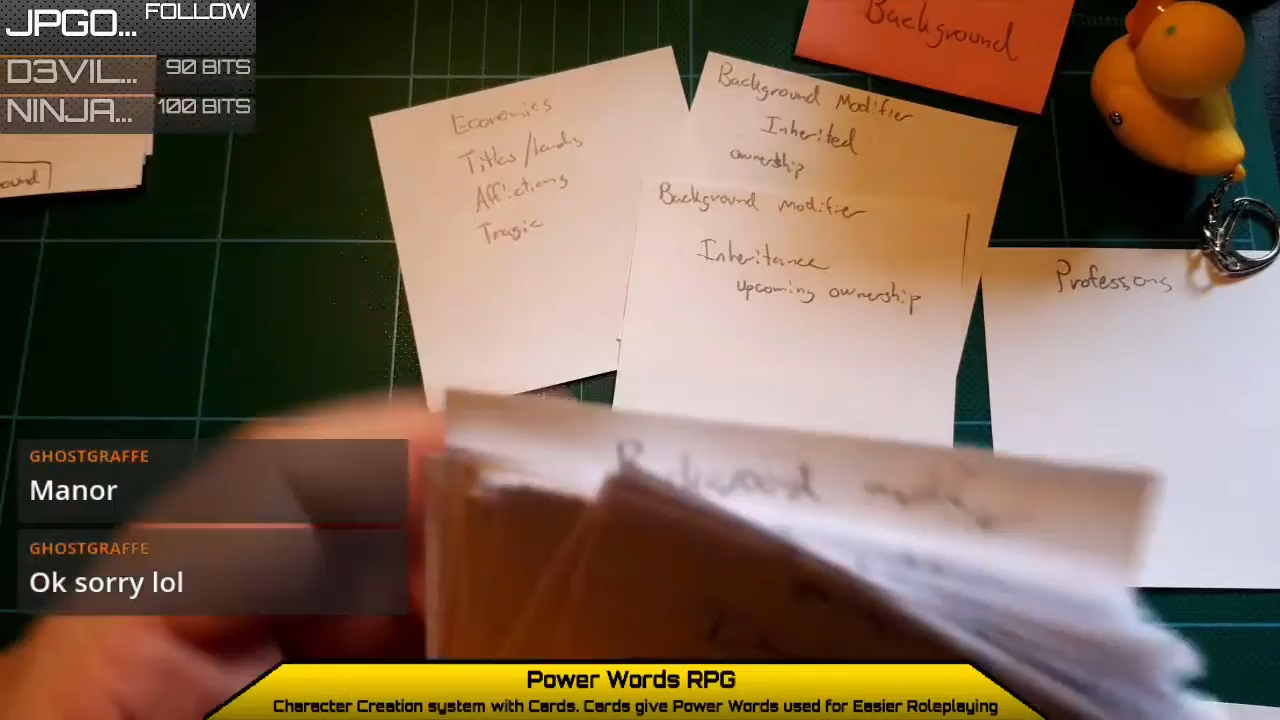 JPGO... FOLLOW
D3VIL... 90 BITS
NINJA... 100 BITS
Background
Economics
Titles/lands
Afflictions
Tragic
Background Modifier
Inherited
ownership
Background modifier
Inheritance
upcoming ownership
Professions
Background
GHOSTGRAFFE
Manor
GHOSTGRAFFE
Ok sorry lol
Power Words RPG
Character Creation system with Cards. Cards give Power Words used for Easier Roleplaying